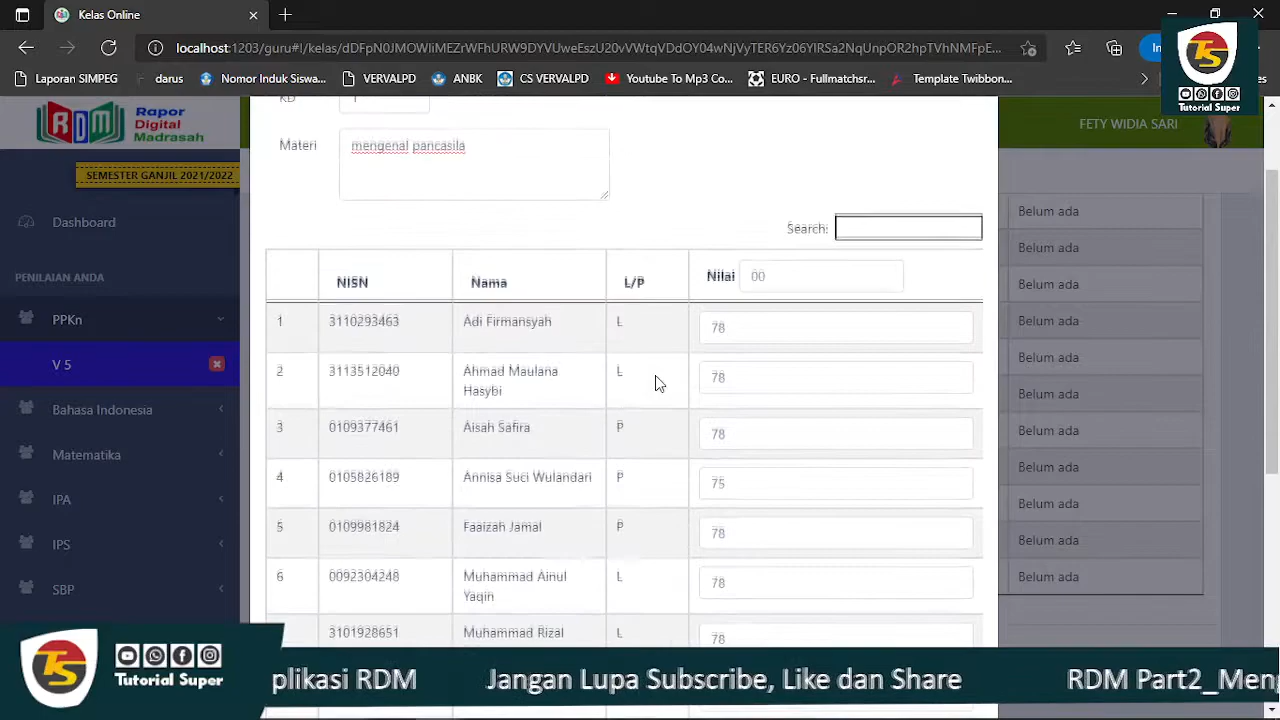 Kelas Online
localhost:1203/guru#!/kelas/
Laporan SIMPEG
darus
Nomor Induk Siswa...
VERVALPD
ANBK
CS VERVALPD
Youtube To Mp3 Co...
EURO - Fullmatchsr...
Template Twibbon...
Tutorial Super
RDM
Rapor
Digital
Madrasah
FETY WIDIA SARI
SEMESTER GANJIL 2021/2022
Dashboard
PENILAIAN ANDA
PPKn
V 5
Bahasa Indonesia
Matematika
IPA
IPS
SBP
KD 1
Materi mengenal pancasila
Search:
NISN Nama L/P Nilai 00
1 3110293463 Adi Firmansyah L 78
2 3113512040 Ahmad Maulana L 78
Hasybi
3 0109377461 Aisah Safira P 78
4 0105826189 Annisa Suci Wulandari P 75
5 0109981824 Faaizah Jamal P 78
6 0092304248 Muhammad Ainul L 78
Yaqin
3101928651 Muhammad Rizal L 78
Belum ada
Belum ada
Belum ada
Belum ada
Belum ada
Belum ada
Belum ada
Belum ada
Belum ada
Belum ada
Belum ada
TS
Tutorial Super
plikasi RDM
Jangan Lupa Subscribe, Like dan Share
RDM Part2_Men